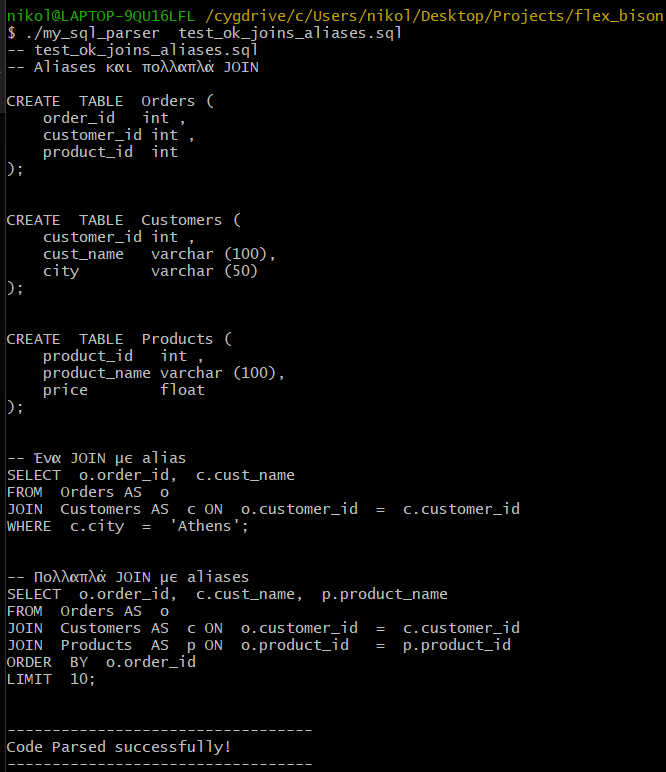 nikol@LAPTOP-9QU16LFL /cygdrive/c/Users/nikol/Desktop/Projects/flex_bison
$ ./my_sql_parser  test_ok_joins_aliases.sql
-- test_ok_joins_aliases.sql
-- Aliases και πολλαπλά JOIN

CREATE  TABLE  Orders (
    order_id   int ,
    customer_id int ,
    product_id  int
);

CREATE  TABLE  Customers (
    customer_id int ,
    cust_name   varchar (100),
    city        varchar (50)
);

CREATE  TABLE  Products (
    product_id   int ,
    product_name varchar (100),
    price        float
);

-- Ένα JOIN με alias
SELECT  o.order_id,  c.cust_name
FROM  Orders AS  o
JOIN  Customers AS  c ON  o.customer_id  =  c.customer_id
WHERE  c.city  =  'Athens';

-- Πολλαπλά JOIN με aliases
SELECT  o.order_id,  c.cust_name,  p.product_name
FROM  Orders AS  o
JOIN  Customers AS  c ON  o.customer_id  =  c.customer_id
JOIN  Products  AS  p ON  o.product_id   =  p.product_id
ORDER  BY  o.order_id
LIMIT  10;

----------------------------------
Code Parsed successfully!
----------------------------------